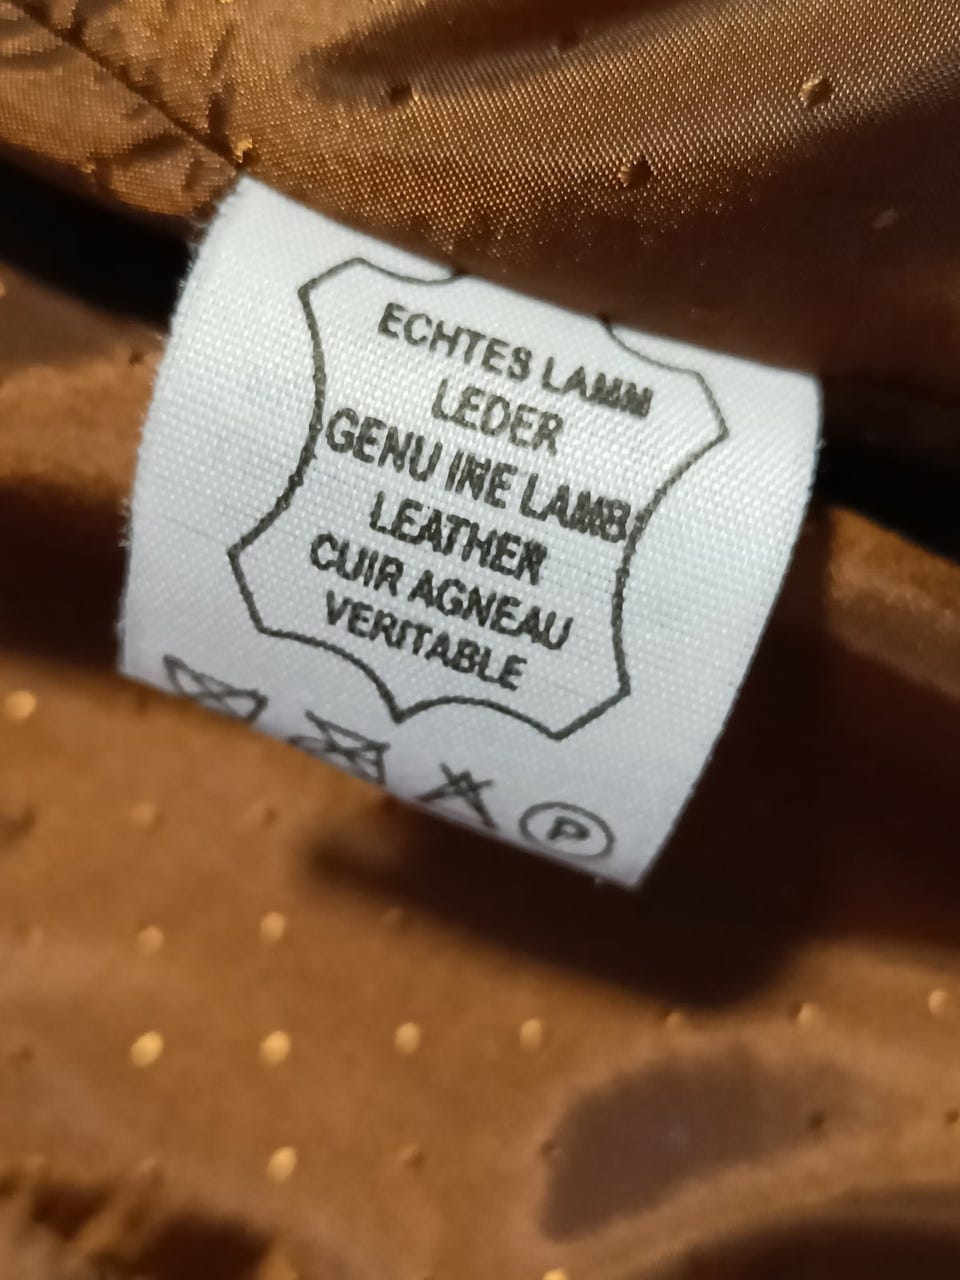 ECHTES LAMM
LEDER
GENU INE LAMB
LEATHER
CUIR AGNEAU
VERITABLE
P